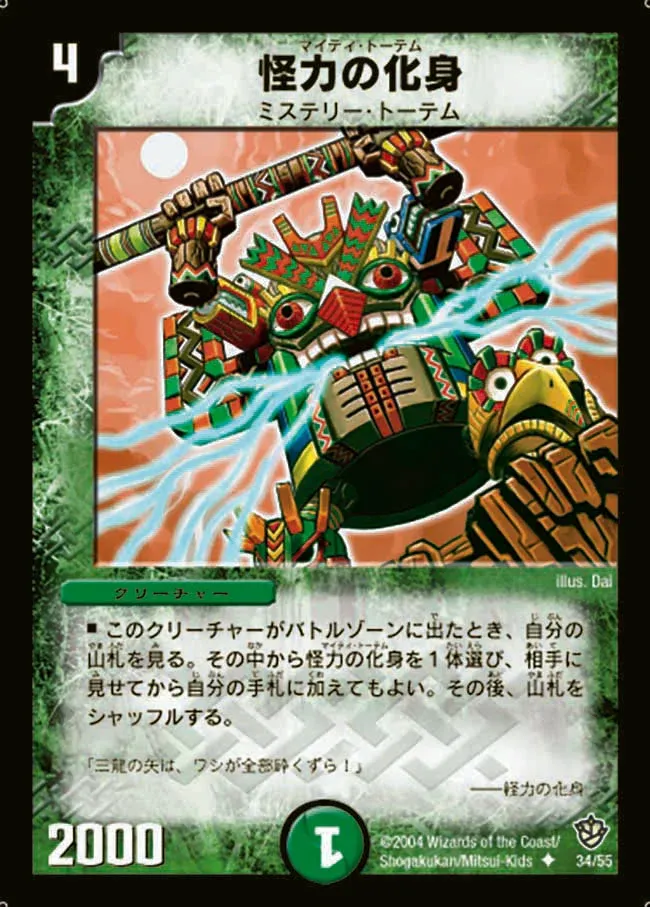 4
マイティ・トーテム
怪力の化身
ミステリー・トーテム
illus. Dai
クリーチャー
■ このクリーチャーがバトルゾーンに出たとき、自分の
山札を見る。その中から怪力の化身を1体選び、相手に
見せてから自分の手札に加えてもよい。その後、山札を
シャッフルする。
「三龍の矢は、ワシが全部砕くずら！」
──怪力の化身
2000
1
©2004 Wizards of the Coast/
Shogakukan/Mitsui-Kids ♦ 34/55